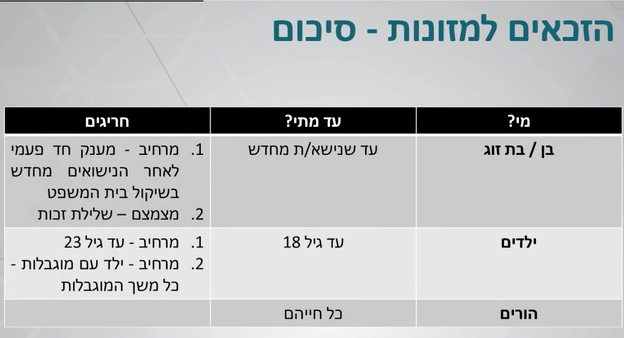 הזכאים למזונות - סיכום
מי?
עד מתי?
חריגים
בן / בת זוג
עד שנישא/ת מחדש
1. מרחיב - מענק חד פעמי
לאחר הנישואים מחדש
בשיקול בית המשפט
2. מצמצם – שלילת זכות
ילדים
עד גיל 18
1. מרחיב - עד גיל 23
2. מרחיב - ילד עם מוגבלות -
כל משך המוגבלות
הורים
כל חייהם